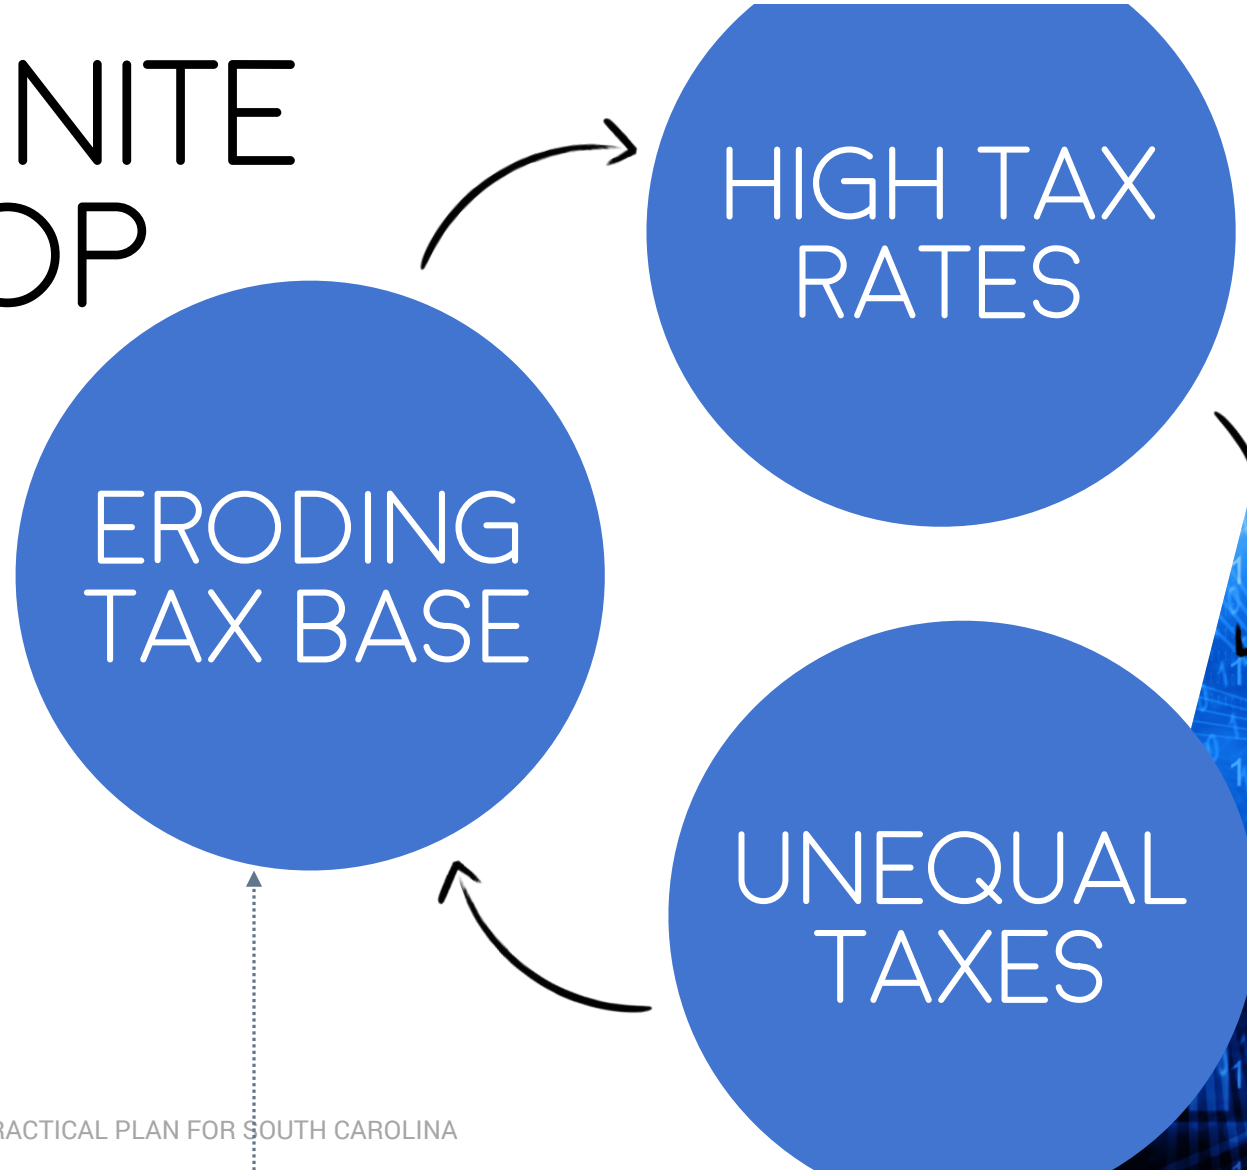 NITE
OP
HIGH TAX
RATES
ERODING
TAX BASE
UNEQUAL
TAXES
RACTICAL PLAN FOR SOUTH CAROLINA